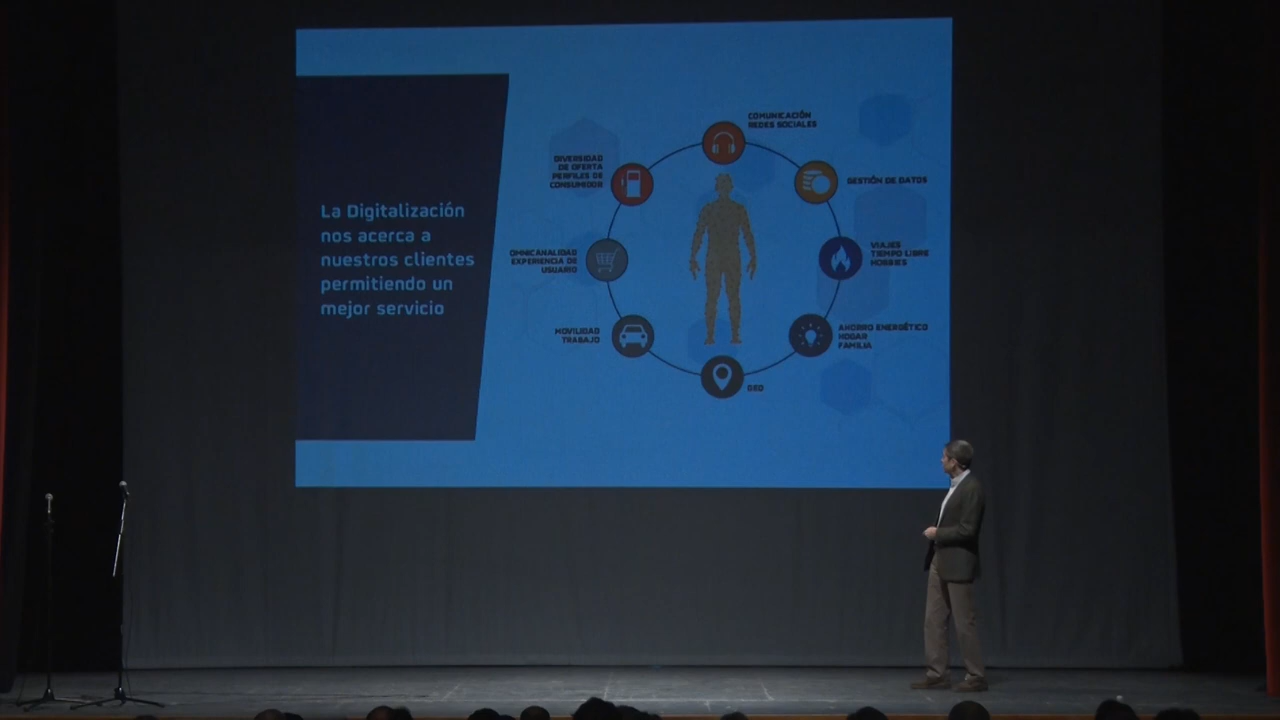 La Digitalización
nos acerca a
nuestros clientes
permitiendo un
mejor servicio
COMUNICACIÓN
REDES SOCIALES
GESTIÓN DE DATOS
VIAJES
TIEMPO LIBRE
HOBBIES
AHORRO ENERGÉTICO
HOGAR
FAMILIA
GEO
MOVILIDAD
TRABAJO
OMNICANALIDAD
EXPERIENCIA DE
USUARIO
DIVERSIDAD
DE OFERTA
PERFILES DE
CONSUMIDOR